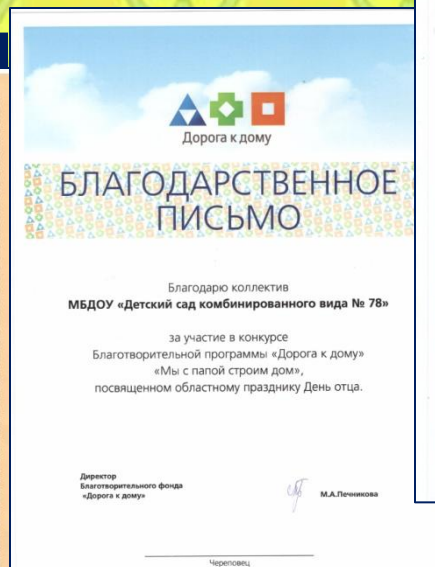 Дорога к дому
БЛАГОДАРСТВЕННОЕ
ПИСЬМО
Благодарю коллектив
МБДОУ «Детский сад комбинированного вида № 78»
за участие в конкурсе
Благотворительной программы «Дорога к дому»
«Мы с папой строим дом»,
посвященном областному празднику День отца.
Директор
Благотворительного фонда
«Дорога к дому»
М.А.Печникова
Череповец